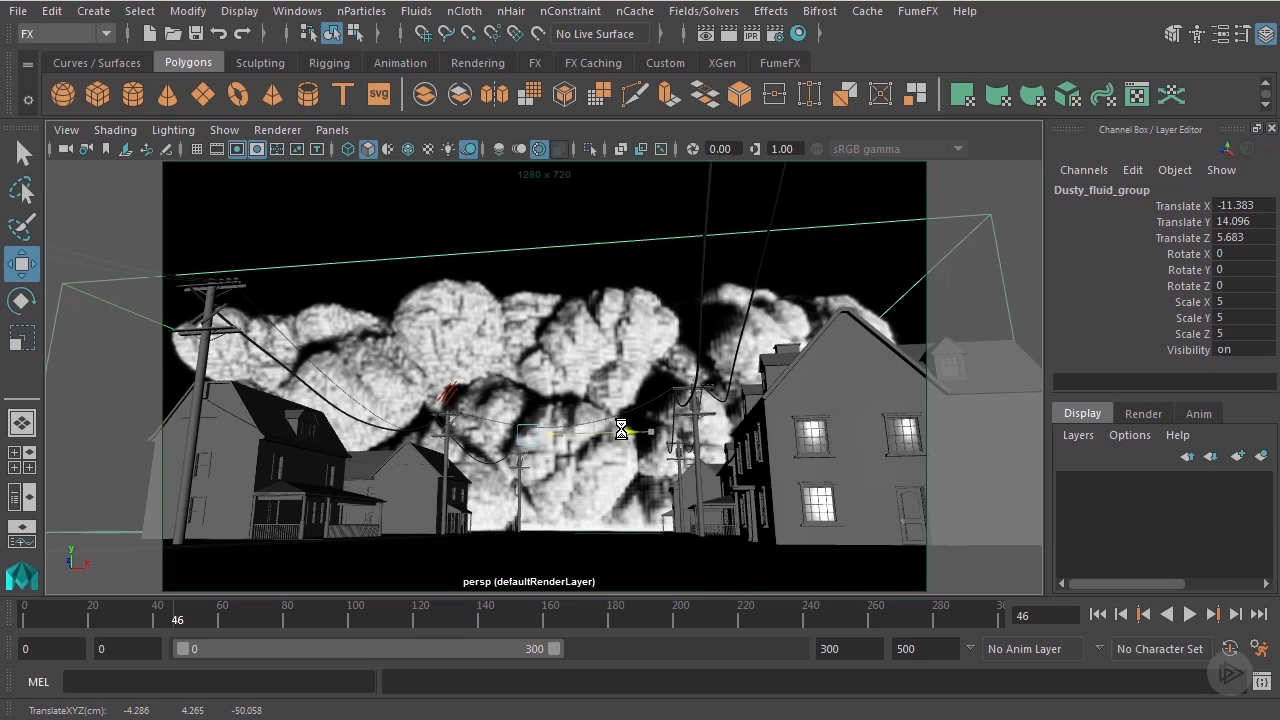 File Edit Create Select Modify Display Windows nParticles Fluids nCloth nHair nConstraint nCache Fields/Solvers Effects Bifrost Cache FumeFX Help
FX No Live Surface IPR
Curves / Surfaces Polygons Sculpting Rigging Animation Rendering FX FX Caching Custom XGen FumeFX
T svg
View Shading Lighting Show Renderer Panels
Channel Box / Layer Editor
0.00 1.00 sRGB gamma
Channels Edit Object Show
1280 x 720
Dusty_fluid_group
Translate X -11.383
Translate Y 14.096
Translate Z 5.683
Rotate X 0
Rotate Y 0
Rotate Z 0
Scale X 5
Scale Y 5
Scale Z 5
Visibility on
Display Render Anim
Layers Options Help
y
z x
persp (defaultRenderLayer)
0 20 40 60 80 100 120 140 160 180 200 220 240 260 280 30
46 46
0 0 0 300 300 500 No Anim Layer No Character Set
MEL
TranslateXYZ(cm): -4.286 4.265 -50.058